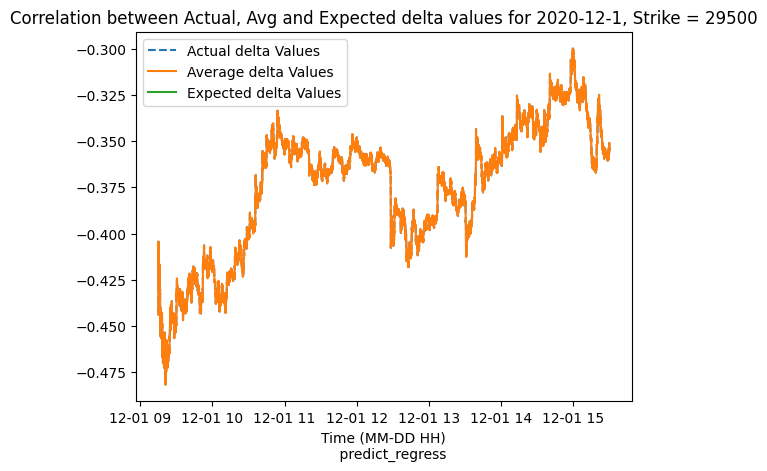 Correlation between Actual, Avg and Expected delta values for 2020-12-1, Strike = 29500
Actual delta Values
Average delta Values
Expected delta Values
−0.300
−0.325
−0.350
−0.375
−0.400
−0.425
−0.450
−0.475
12-01 09 12-01 10 12-01 11 12-01 12 12-01 13 12-01 14 12-01 15
Time (MM-DD HH)
predict_regress